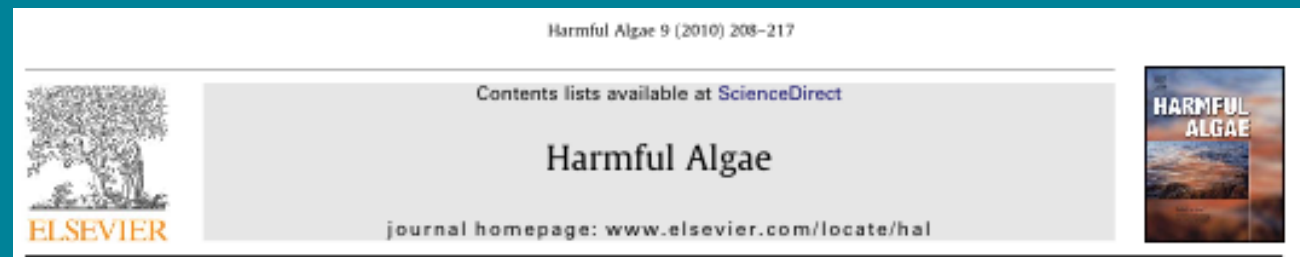 Harmful Algae 9 (2010) 208–217
Contents lists available at ScienceDirect
HARMFUL
ALGAE
Harmful Algae
ELSEVIER
journal homepage: www.elsevier.com/locate/hal